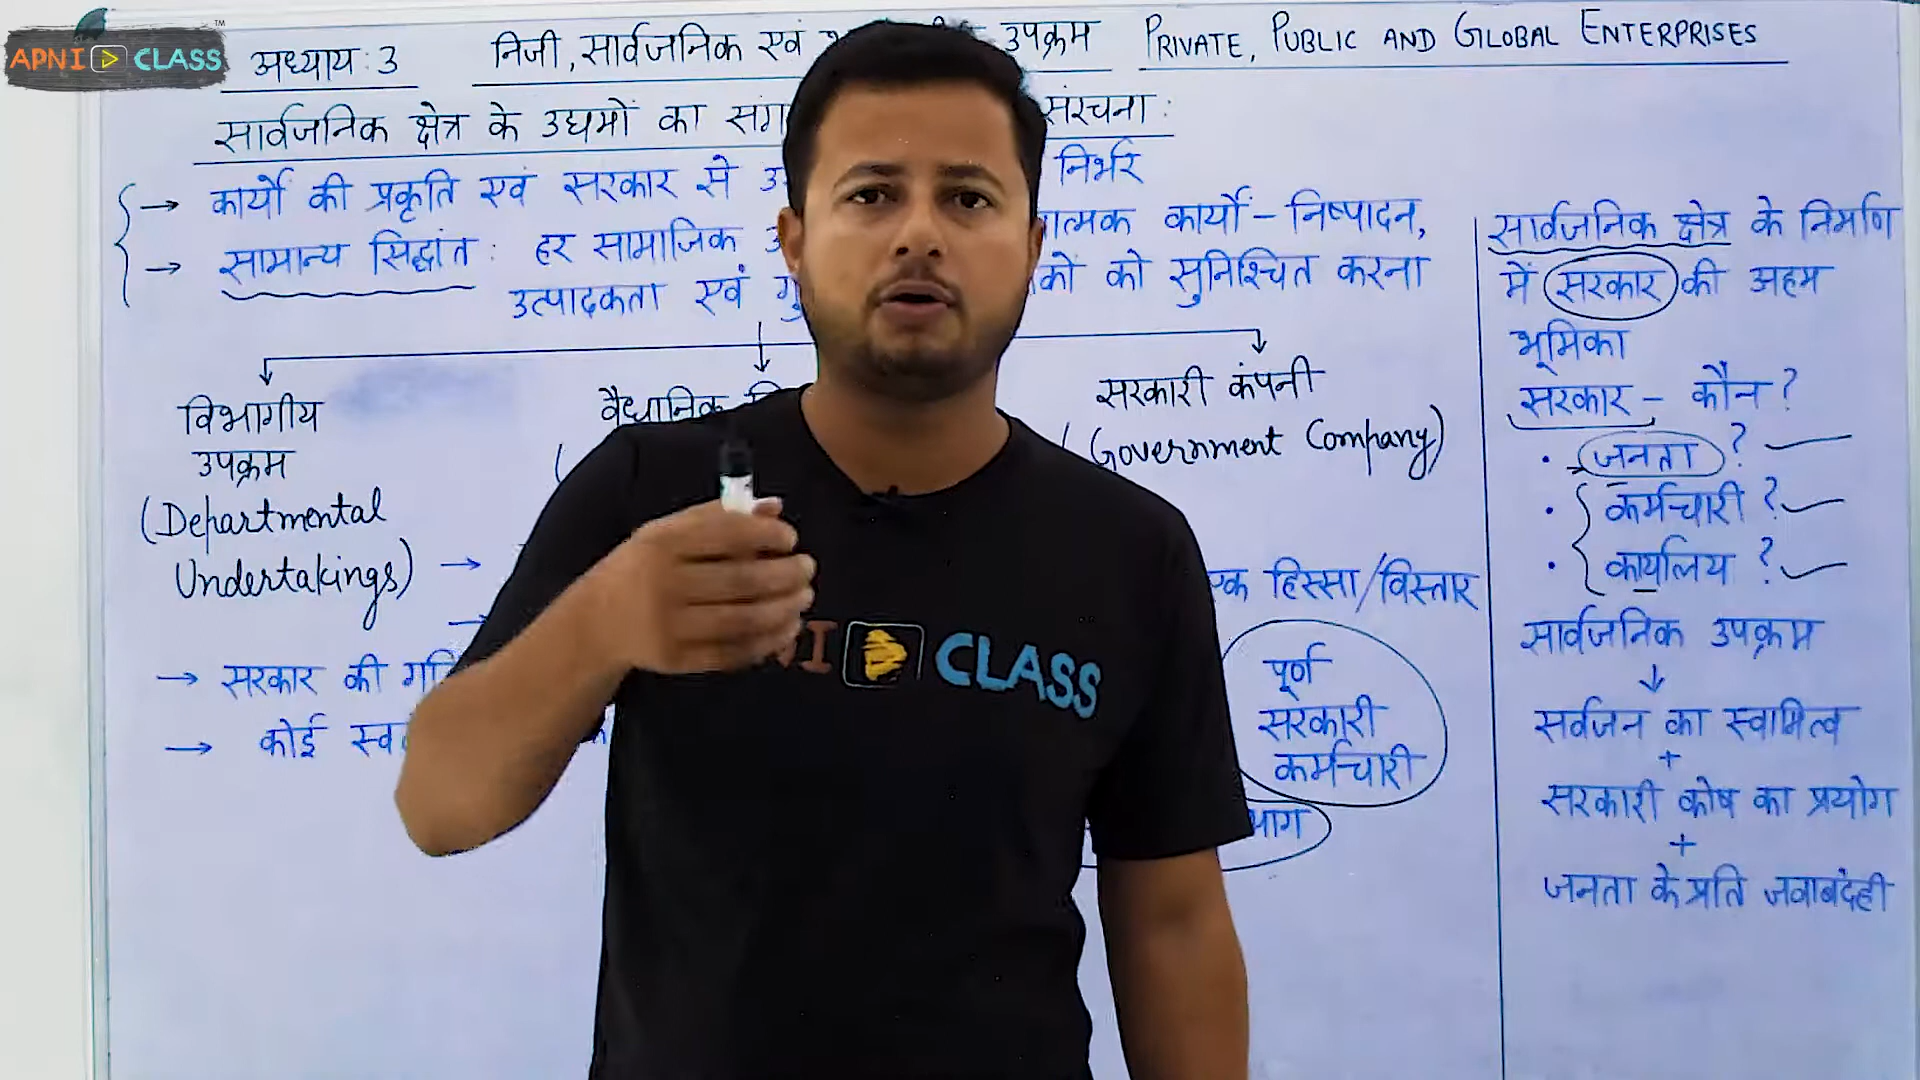 APNI CLASS ™
अध्याय : 3 निजी, सार्वजनिक एवं उपक्रम PRIVATE, PUBLIC AND GLOBAL ENTERPRISES
सार्वजनिक क्षेत्र के उद्यमों का संरचना :
→ कार्यों की प्रकृति एवं सरकार से निर्भर
→ सामान्य सिद्धांत : हर सामाजिक कार्यों - निष्पादन,
उत्पादकता एवं को सुनिश्चित करना
विभागीय
उपक्रम
(Departmental
Undertakings) →
→ सरकार की
→ कोई
वैधानिक
सरकारी कंपनी
(Government Company)
एक हिस्सा/विस्तार
पूर्ण
सरकारी
कर्मचारी
सार्वजनिक क्षेत्र के निर्माण
में सरकार की अहम
भूमिका
सरकार - कौन ?
• जनता ?
• कर्मचारी ?
• कार्यालय ?
सार्वजनिक उपक्रम
↓
सर्वजन का स्वामित्व
+
सरकारी कोष का प्रयोग
+
जनता के प्रति जवाबदेही
CLASS